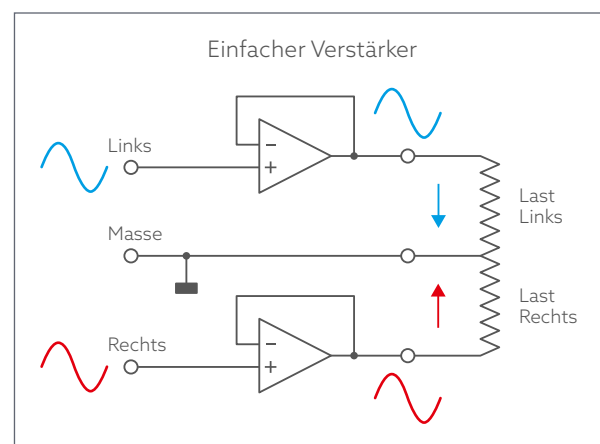 Einfacher Verstärker
Links
−
+
Last
Links
Masse
Last
Rechts
Rechts
−
+